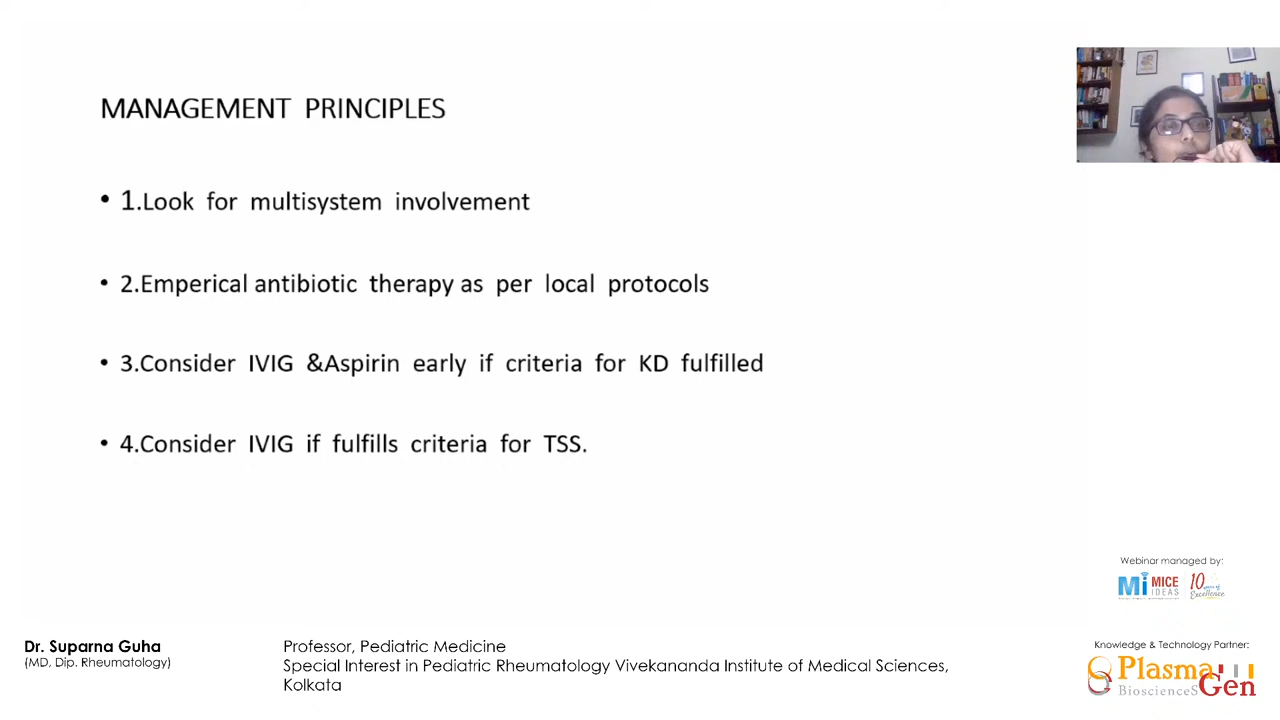 MANAGEMENT PRINCIPLES
• 1.Look for multisystem involvement
• 2.Emperical antibiotic therapy as per local protocols
• 3.Consider IVIG &Aspirin early if criteria for KD fulfilled
• 4.Consider IVIG if fulfills criteria for TSS.
Webinar managed by:
Mi MICE IDEAS 10 years of Excellence
Dr. Suparna Guha
(MD, Dip. Rheumatology)
Professor, Pediatric Medicine
Special Interest in Pediatric Rheumatology Vivekananda Institute of Medical Sciences,
Kolkata
Knowledge & Technology Partner:
Plasma
BioscienceS Gen